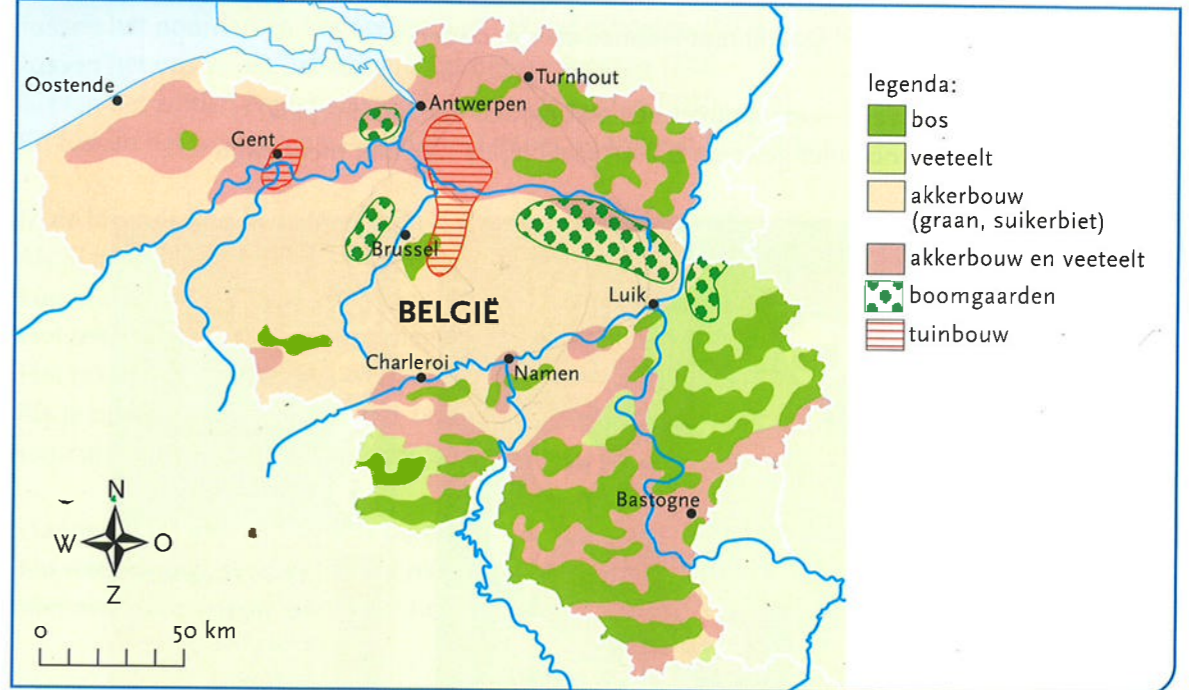 Oostende
Turnhout
Antwerpen
Gent
Brussel
BELGIË
Luik
Charleroi
Namen
Bastogne
N
W
O
Z
0
50 km
legenda:
bos
veeteelt
akkerbouw
(graan, suikerbiet)
akkerbouw en veeteelt
boomgaarden
tuinbouw